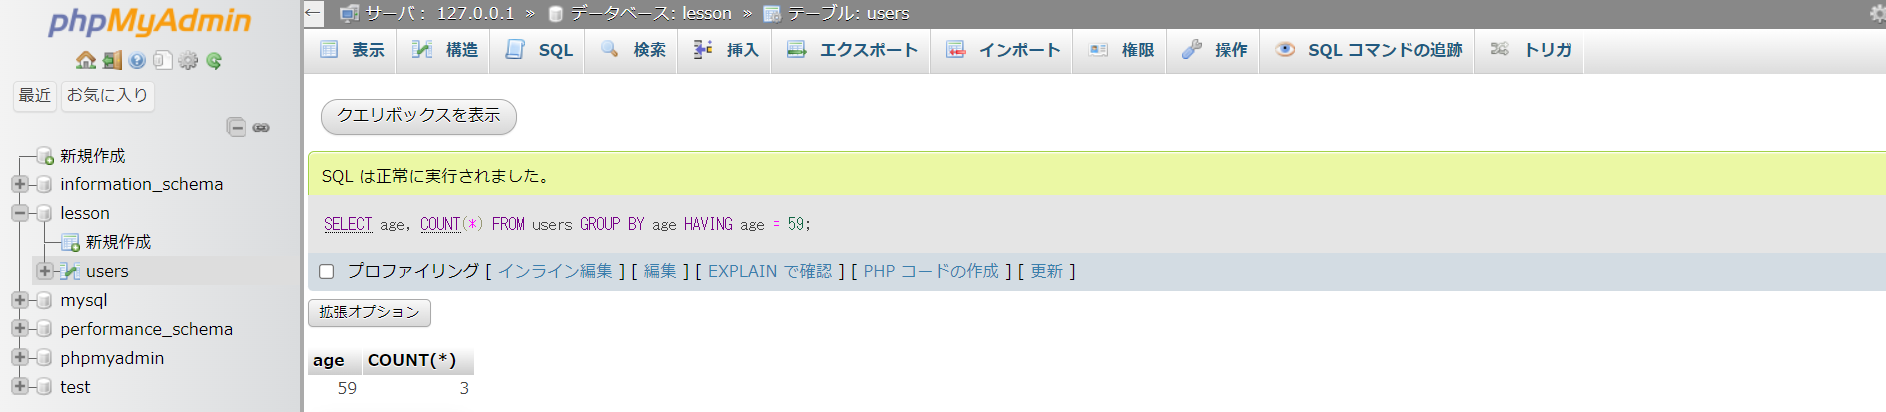 phpMyAdmin
最近 お気に入り
新規作成
information_schema
lesson
新規作成
users
mysql
performance_schema
phpmyadmin
test
← サーバ: 127.0.0.1 » データベース: lesson » テーブル: users
表示 構造 SQL 検索 挿入 エクスポート インポート 権限 操作 SQL コマンドの追跡 トリガ
クエリボックスを表示
SQL は正常に実行されました。
SELECT age, COUNT(*) FROM users GROUP BY age HAVING age = 59;
プロファイリング [ インライン編集 ] [ 編集 ] [ EXPLAIN で確認 ] [ PHP コードの作成 ] [ 更新 ]
拡張オプション
age COUNT(*)
59 3